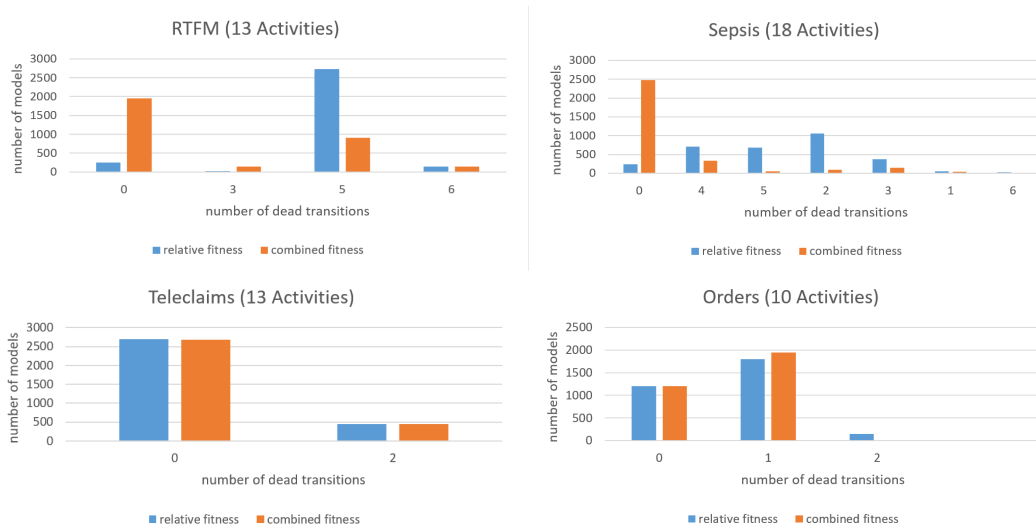 RTFM (13 Activities)
number of models
3000
2500
2000
1500
1000
500
0
0 3 5 6
number of dead transitions
relative fitness combined fitness
Sepsis (18 Activities)
number of models
3000
2500
2000
1500
1000
500
0
0 4 5 2 3 1 6
number of dead transitions
relative fitness combined fitness
Teleclaims (13 Activities)
number of models
3000
2500
2000
1500
1000
500
0
0 2
number of dead transitions
relative fitness combined fitness
Orders (10 Activities)
number of models
2500
2000
1500
1000
500
0
0 1 2
number of dead transitions
relative fitness combined fitness